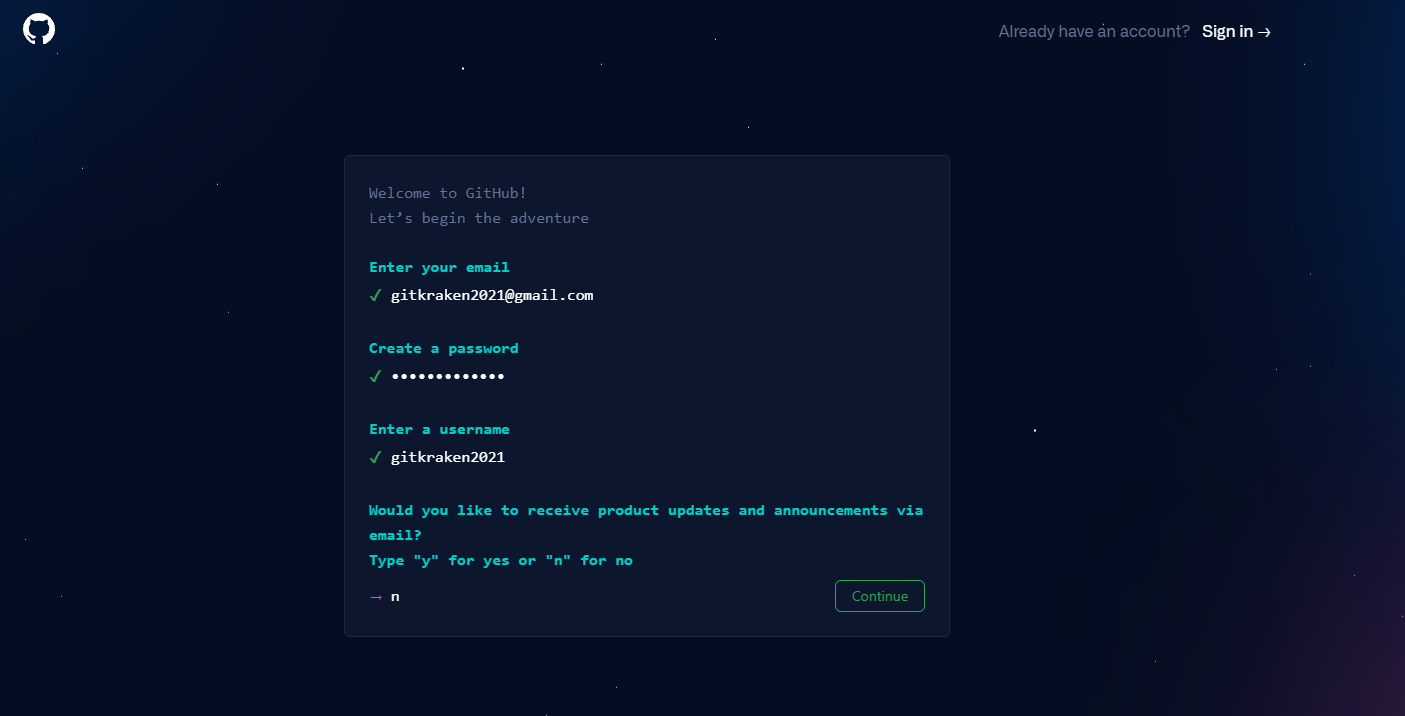 Already have an account? Sign in →
Welcome to GitHub!
Let’s begin the adventure
Enter your email
✓ gitkraken2021@gmail.com
Create a password
✓ •••••••••••••
Enter a username
✓ gitkraken2021
Would you like to receive product updates and announcements via
email?
Type "y" for yes or "n" for no
→ n
Continue